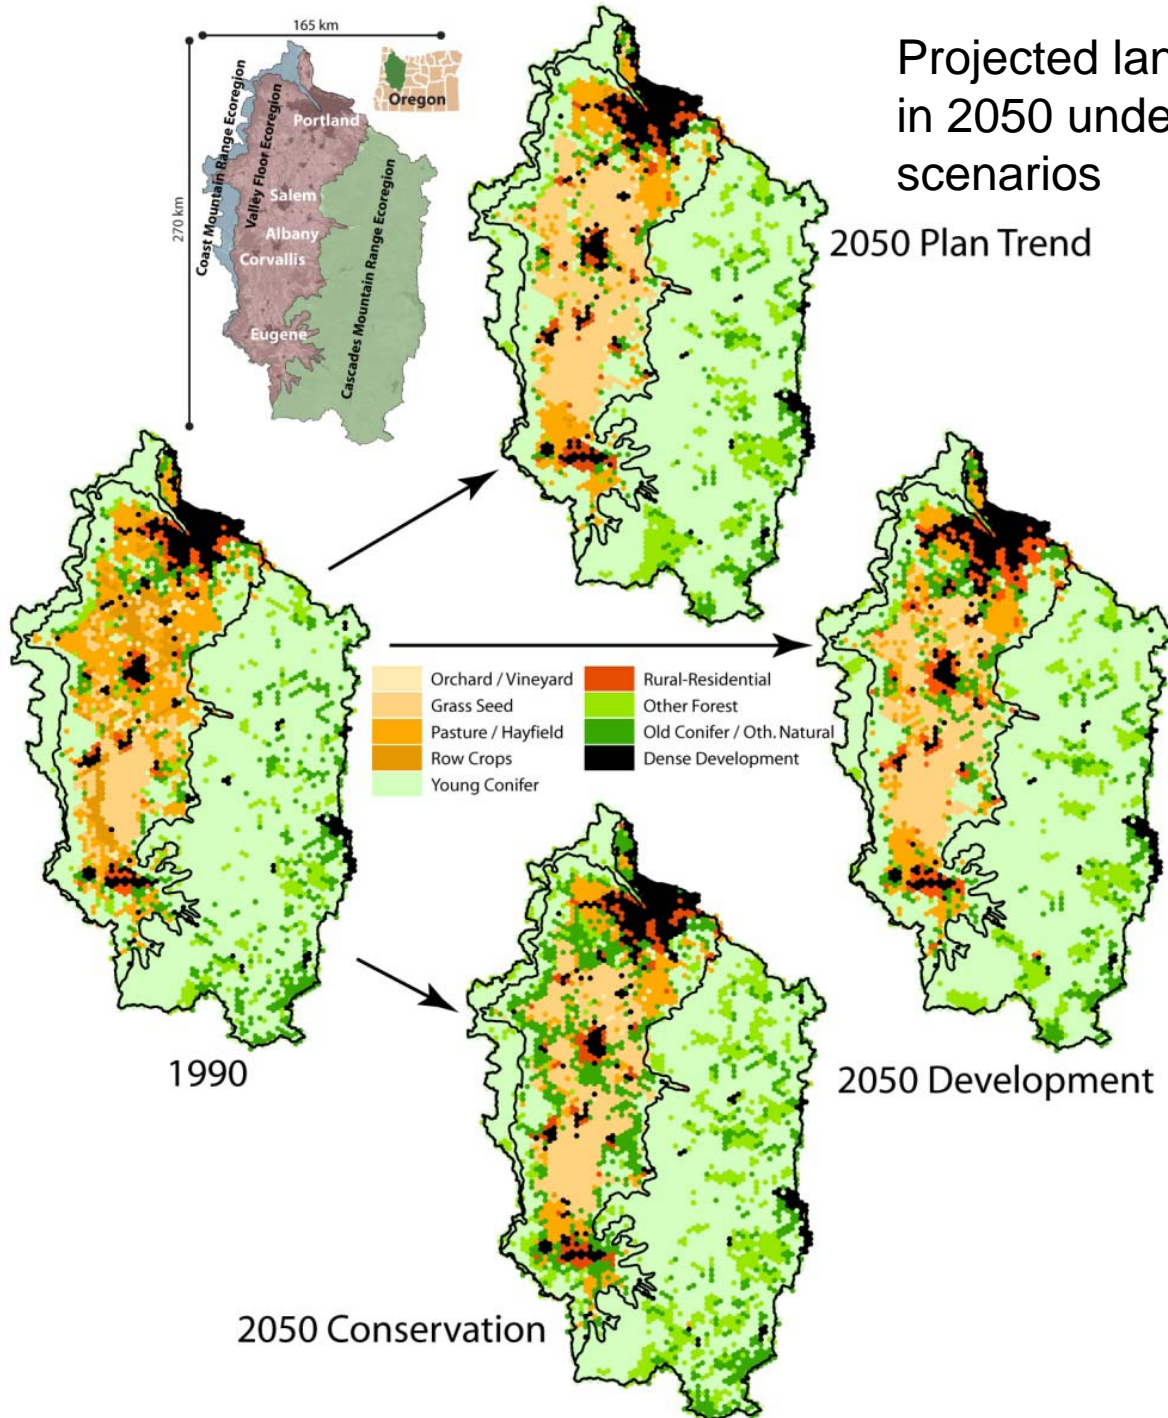 Projected lan
in 2050 unde
scenarios
165 km
270 km
Oregon
Coast Mountain Range Ecoregion
Valley Floor Ecoregion
Cascades Mountain Range Ecoregion
Portland
Salem
Albany
Corvallis
Eugene
2050 Plan Trend
Orchard / Vineyard
Grass Seed
Pasture / Hayfield
Row Crops
Young Conifer
Rural-Residential
Other Forest
Old Conifer / Oth. Natural
Dense Development
1990
2050 Development
2050 Conservation